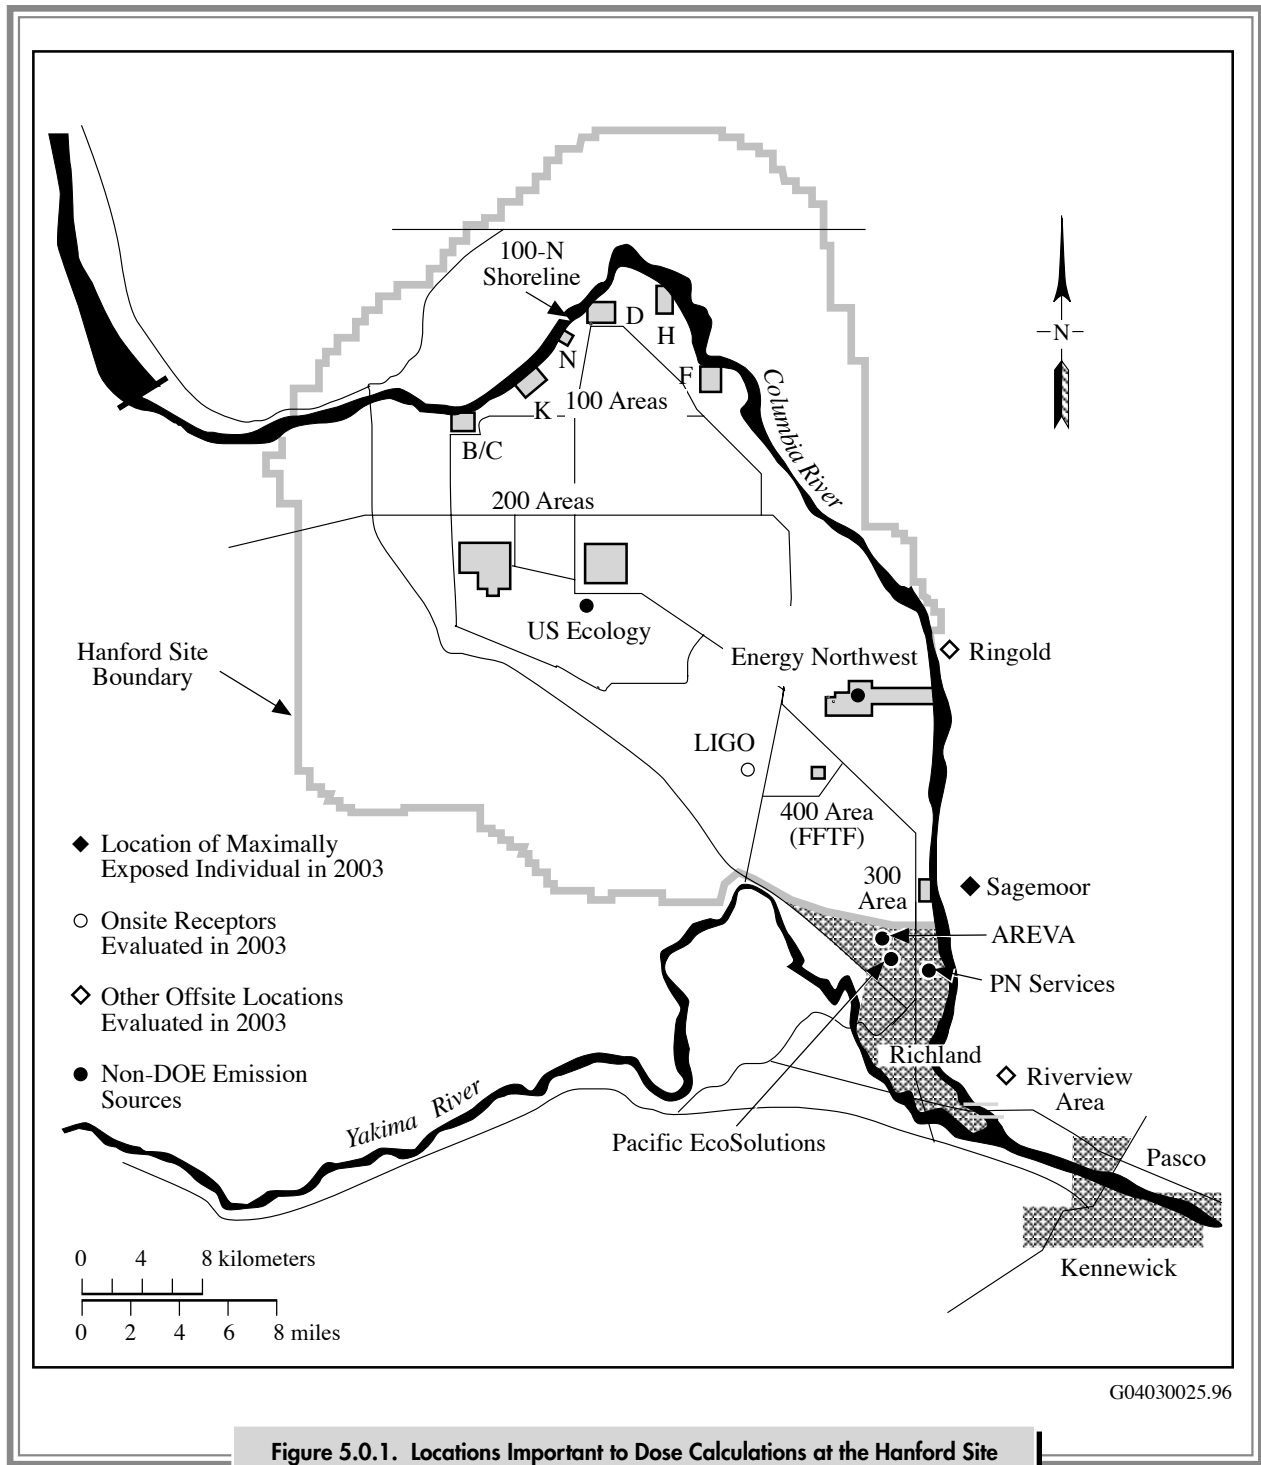 100-N
Shoreline
D
H
N
F
K
100 Areas
B/C
Columbia River
N
200 Areas
US Ecology
Hanford Site
Boundary
Energy Northwest
Ringold
LIGO
400 Area
(FFTF)
300
Area
Sagemoor
AREVA
PN Services
Location of Maximally
Exposed Individual in 2003
Onsite Receptors
Evaluated in 2003
Other Offsite Locations
Evaluated in 2003
Non-DOE Emission
Sources
Richland
Riverview
Area
Yakima River
Pacific EcoSolutions
Pasco
Kennewick
0 4 8 kilometers
0 2 4 6 8 miles
G04030025.96
Figure 5.0.1. Locations Important to Dose Calculations at the Hanford Site